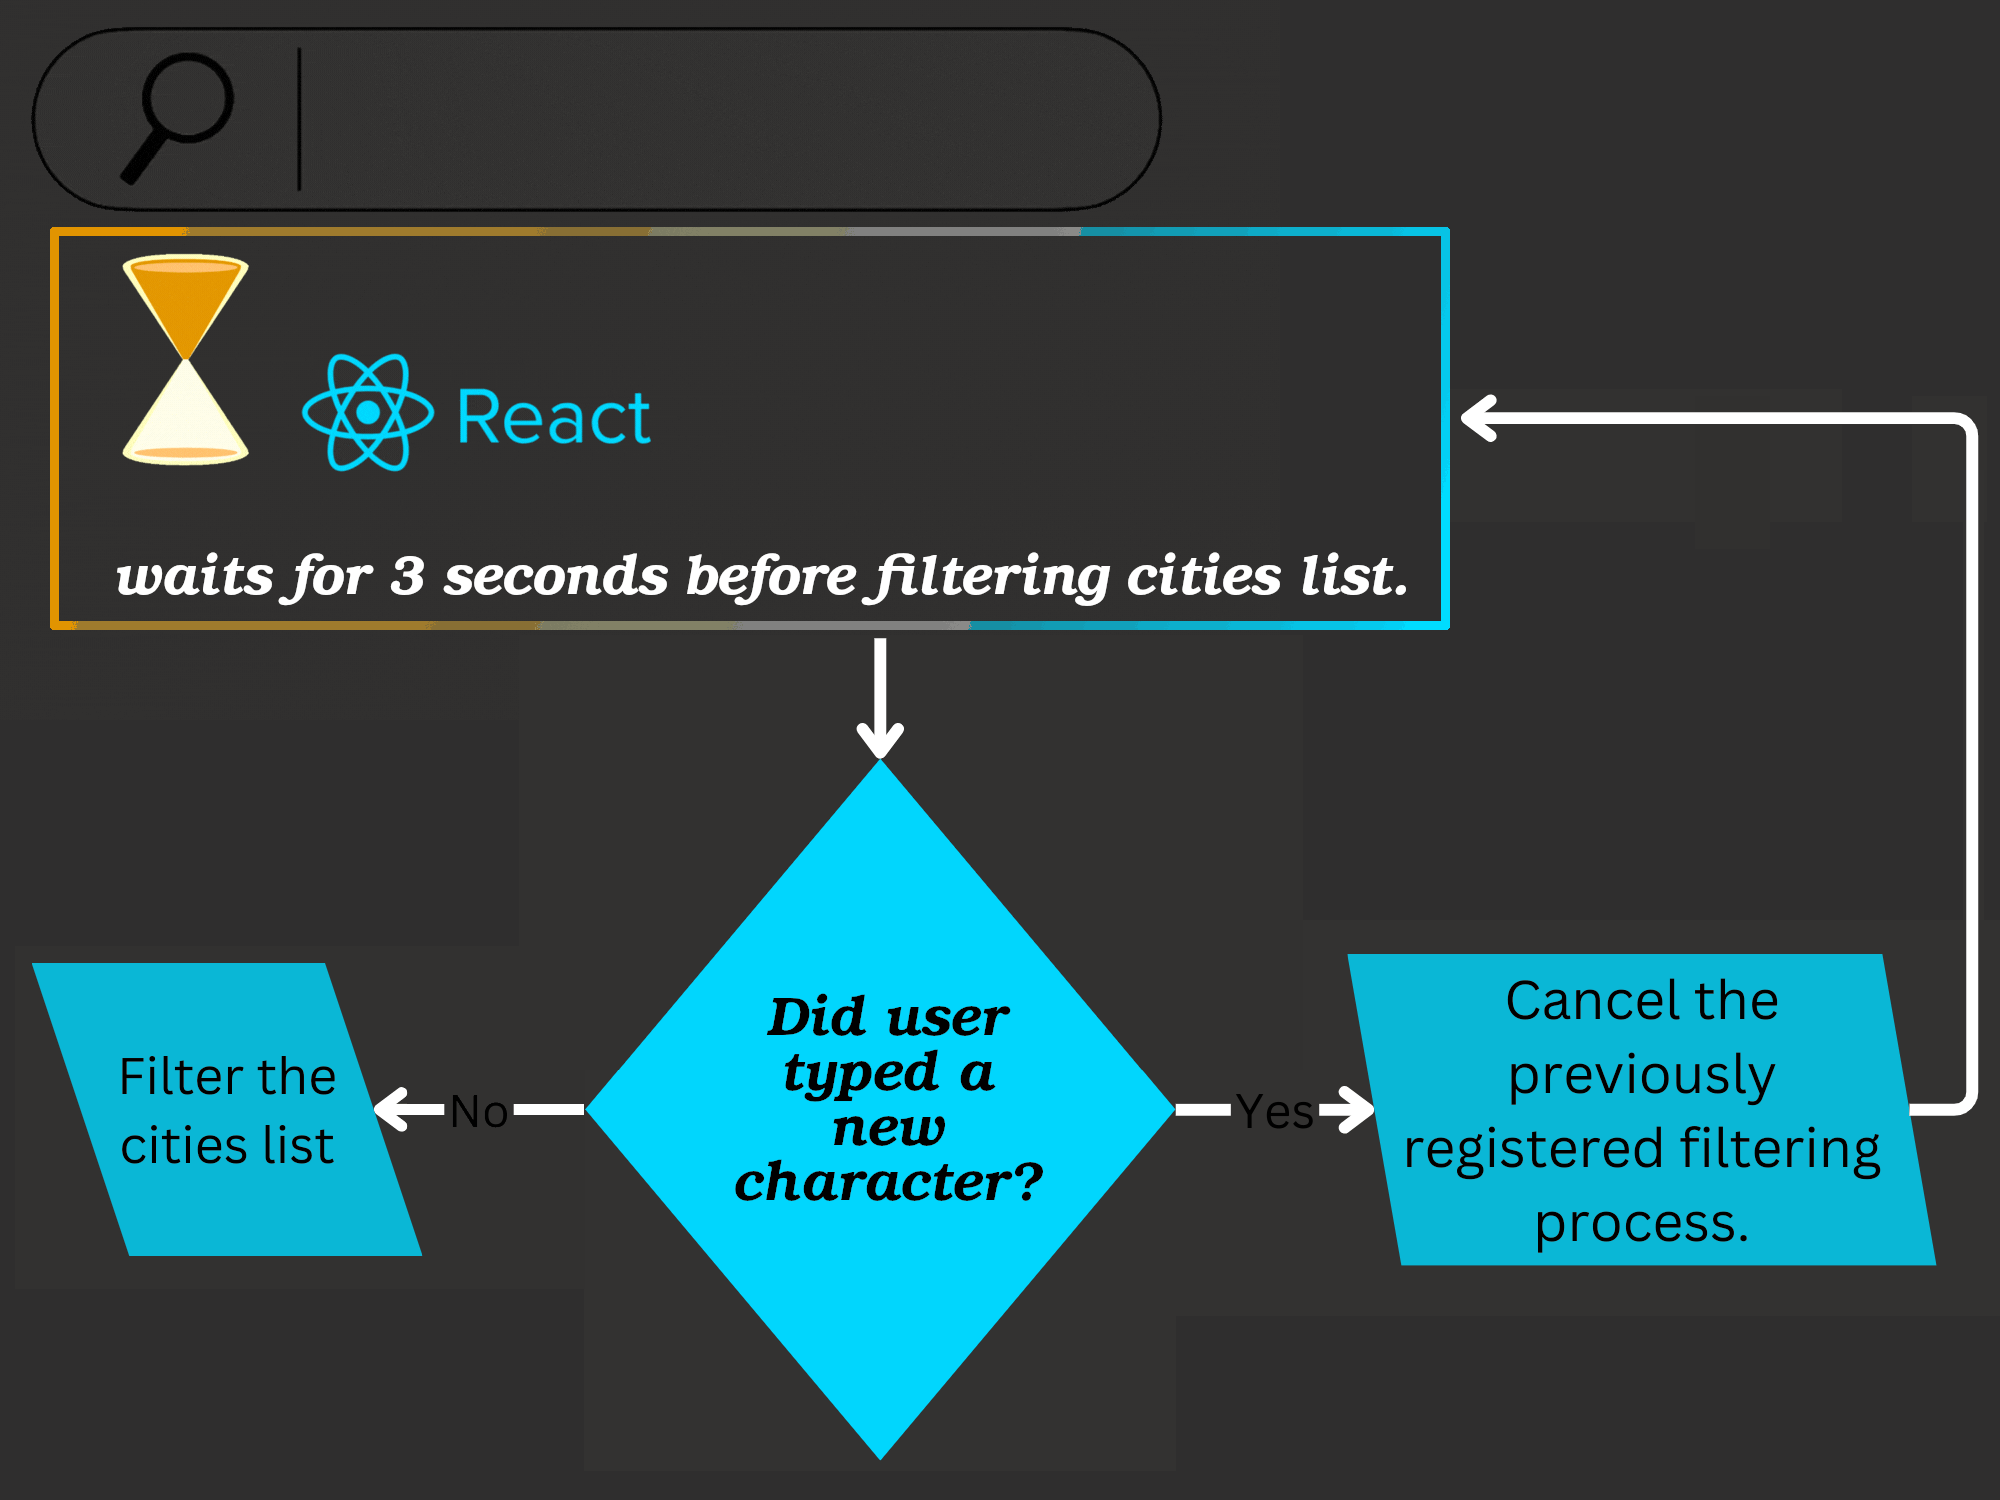 React
waits for 3 seconds before filtering cities list.
Did user
typed a
new
character?
Filter the
cities list
No
Yes
Cancel the
previously
registered filtering
process.